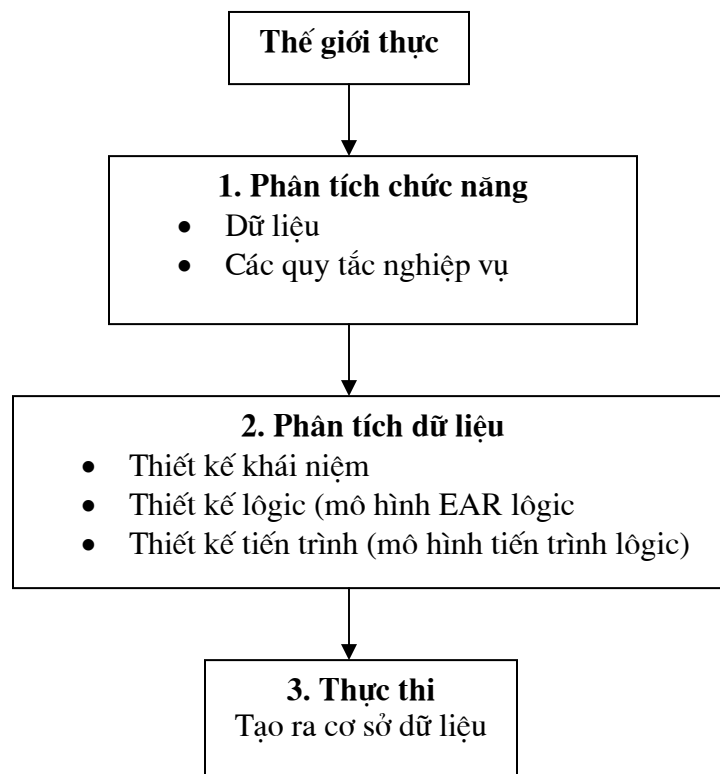 Thế giới thực
1. Phân tích chức năng
• Dữ liệu
• Các quy tắc nghiệp vụ
2. Phân tích dữ liệu
• Thiết kế khái niệm
• Thiết kế lôgic (mô hình EAR lôgic
• Thiết kế tiến trình (mô hình tiến trình lôgic)
3. Thực thi
Tạo ra cơ sở dữ liệu